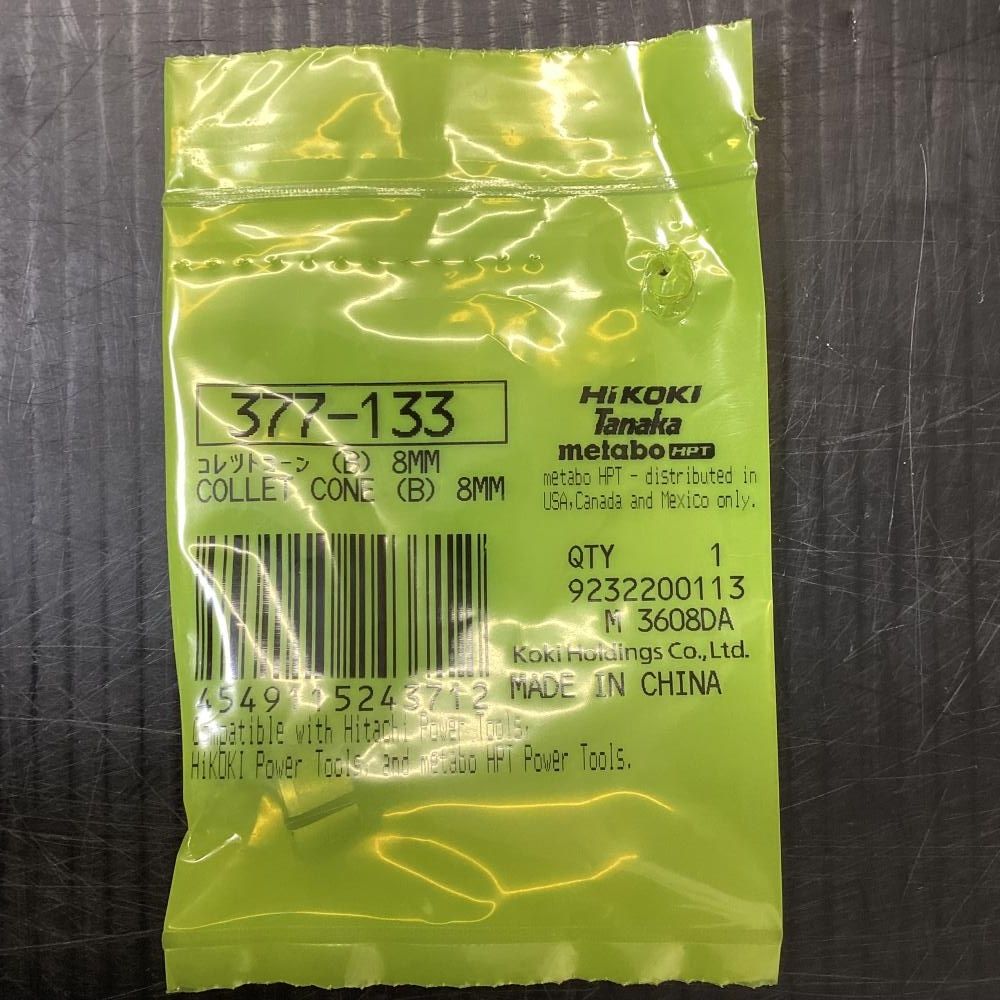 377-133
コレットコーン (B) 8MM
COLLET CONE (B) 8MM
HiKOKI
Tanaka
metabo HPT
metabo HPT - distributed in
USA,Canada and Mexico only.
QTY 1
9232200113
M 3608DA
Koki Holdings Co.,Ltd.
MADE IN CHINA
4549115243712
Compatible with Hitachi Power Tools,
HiKOKI Power Tools, and metabo HPT Power Tools.